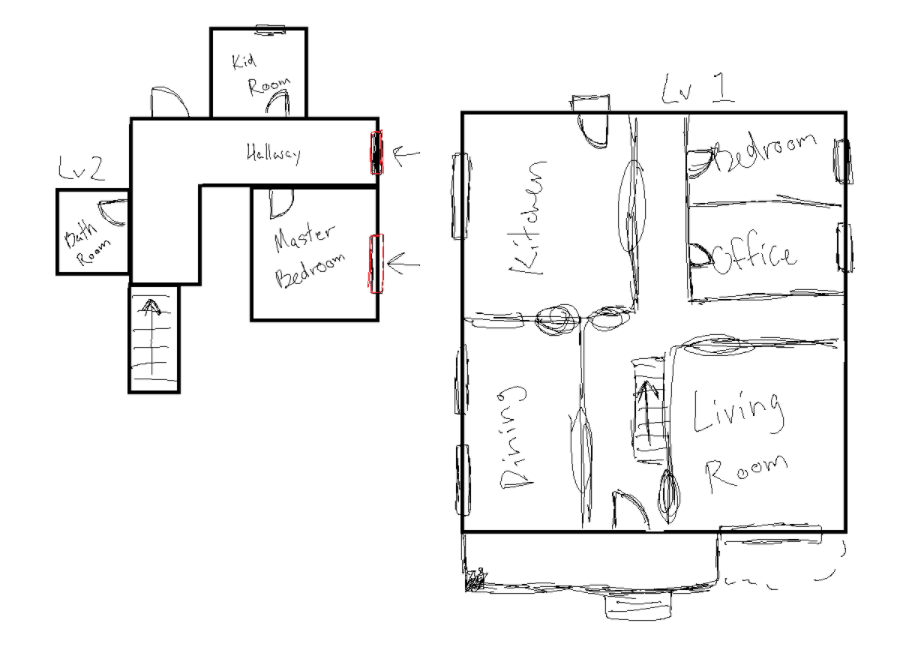 Kid
Room
Hallway
Lv2
Bath
Room
Master
Bedroom
Lv 1
Kitchen
Bedroom
Office
Dining
Living
Room